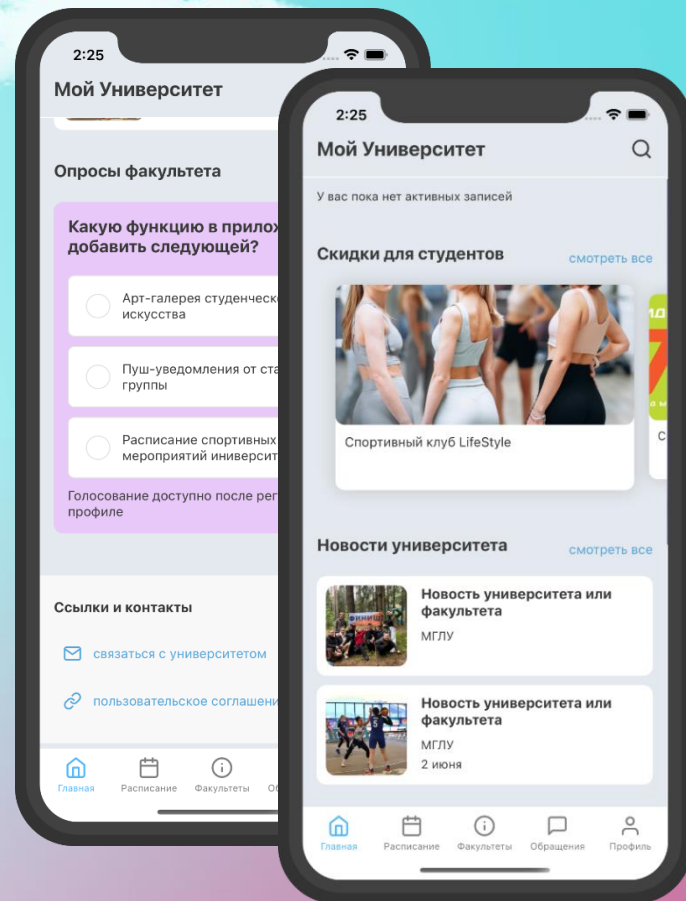 2:25
Мой Университет
Опросы факультета
Какую функцию в прилож
добавить следующей?
Арт-галерея студенческо
искусства
Пуш-уведомления от ста
группы
Расписание спортивных
мероприятий иниверсит
Голосование доступно после рег
профиле
Ссылки и контакты
связаться с университетом
пользовательское соглашени
Главная
Расписание
Факультеты
2:25
Мой Университет
У вас пока нет активных записей
Скидки для студентов
смотреть все
Спортивный клуб LifeStyle
С
Новости университета
смотреть все
ФИНИШ
Новость университета или
факультета
МГЛУ
Новость университета или
факультета
МГЛУ
2 июня
Главная
Расписание
Факультеты
Обращения
Профиль